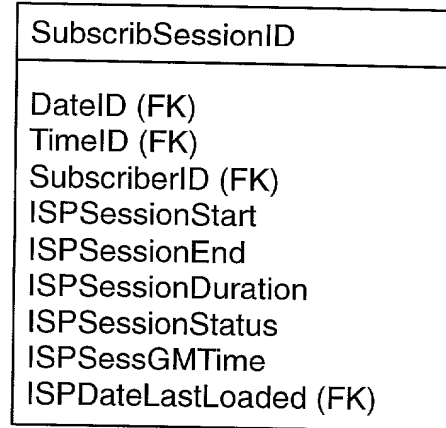 SubscribSessionID
DateID (FK)
TimeID (FK)
SubscriberID (FK)
ISPSessionStart
ISPSessionEnd
ISPSessionDuration
ISPSessionStatus
ISPSessGMTime
ISPDateLastLoaded (FK)